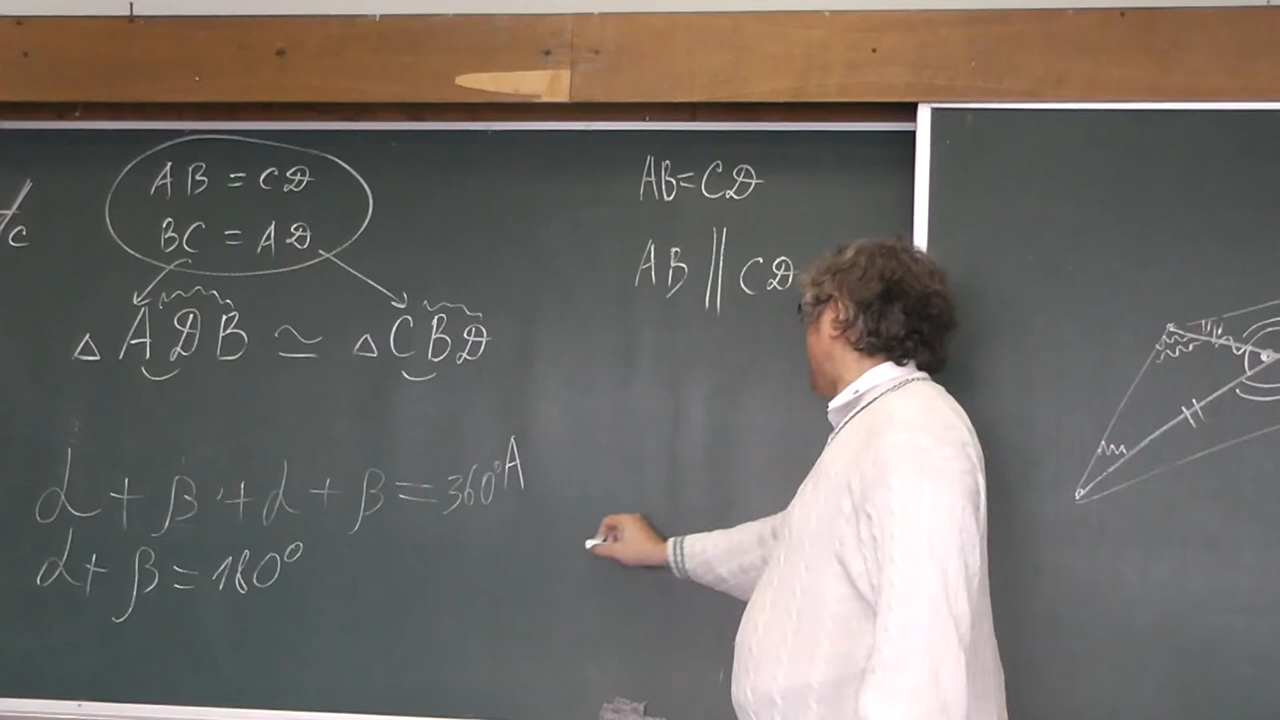 AB = CD
BC = AD
△ ADB ≃ △ CBD
α + β + α + β = 360° A
α + β = 180°
c
AB = CD
AB || CD